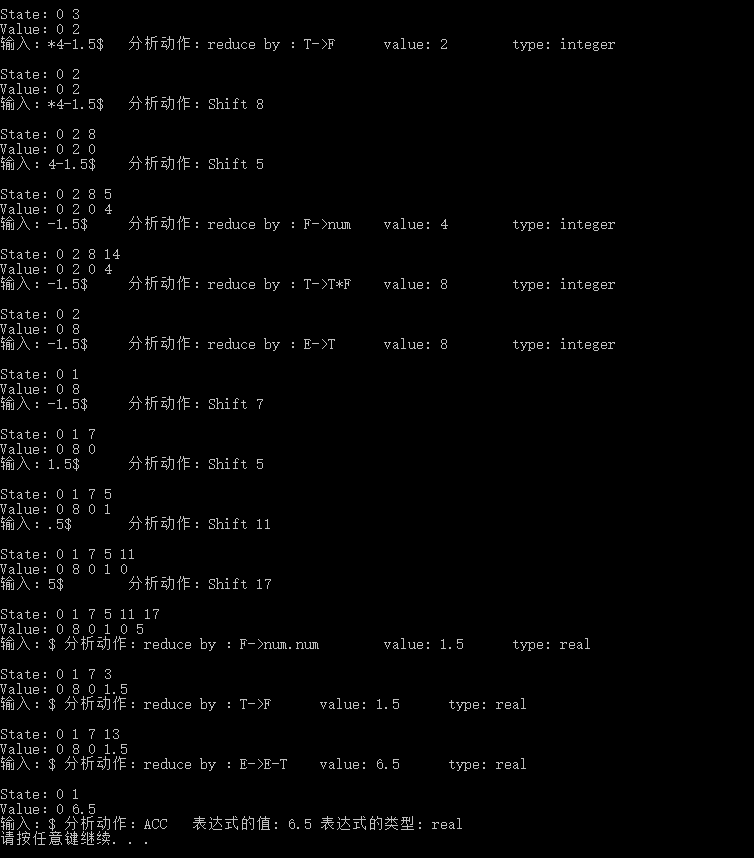 State: 0 3
Value: 0 2
输入: *4-1.5$   分析动作: reduce by : T->F      value: 2        type: integer
State: 0 2
Value: 0 2
输入: *4-1.5$   分析动作: Shift 8
State: 0 2 8
Value: 0 2 0
输入: 4-1.5$    分析动作: Shift 5
State: 0 2 8 5
Value: 0 2 0 4
输入: -1.5$     分析动作: reduce by : F->num    value: 4        type: integer
State: 0 2 8 14
Value: 0 2 0 4
输入: -1.5$     分析动作: reduce by : T->T*F    value: 8        type: integer
State: 0 2
Value: 0 8
输入: -1.5$     分析动作: reduce by : E->T      value: 8        type: integer
State: 0 1
Value: 0 8
输入: -1.5$     分析动作: Shift 7
State: 0 1 7
Value: 0 8 0
输入: 1.5$      分析动作: Shift 5
State: 0 1 7 5
Value: 0 8 0 1
输入: .5$       分析动作: Shift 11
State: 0 1 7 5 11
Value: 0 8 0 1 0
输入: 5$        分析动作: Shift 17
State: 0 1 7 5 11 17
Value: 0 8 0 1 0 5
输入: $ 分析动作: reduce by : F->num.num        value: 1.5      type: real
State: 0 1 7 3
Value: 0 8 0 1.5
输入: $ 分析动作: reduce by : T->F      value: 1.5      type: real
State: 0 1 7 13
Value: 0 8 0 1.5
输入: $ 分析动作: reduce by : E->E-T    value: 6.5      type: real
State: 0 1
Value: 0 6.5
输入: $ 分析动作: ACC   表达式的值: 6.5 表达式的类型: real
请按任意键继续. . .